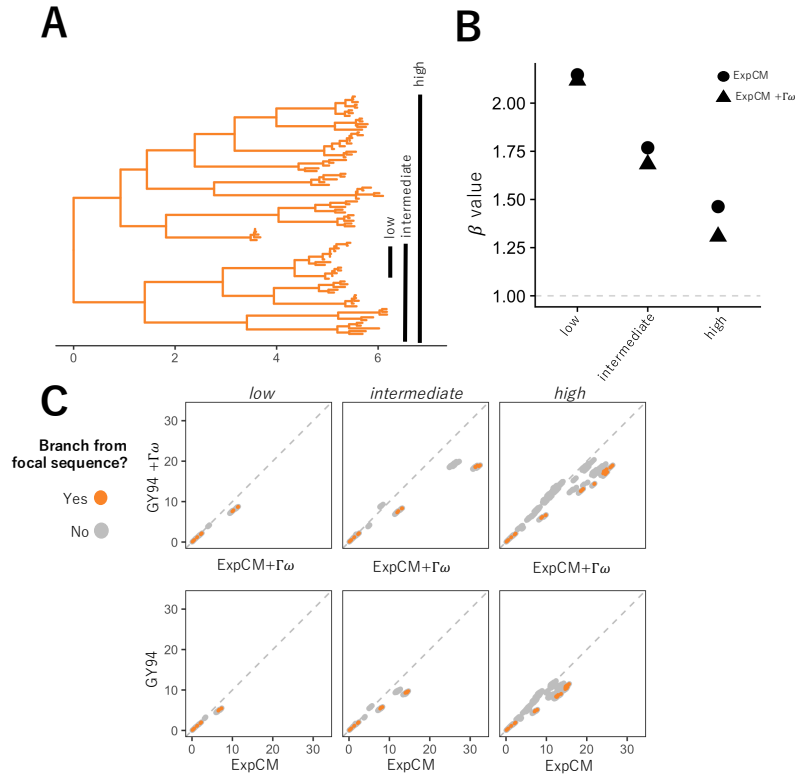 A
high
intermediate
low
0
2
4
6
B
β value
2.00
1.75
1.50
1.25
1.00
low
intermediate
high
ExpCM
ExpCM +Γω
C
Branch from
focal sequence?
Yes
No
low
intermediate
high
GY94 +Γω
30
20
10
0
ExpCM+Γω
ExpCM+Γω
ExpCM+Γω
GY94
30
20
10
0
0 10 20 30
0 10 20 30
0 10 20 30
ExpCM
ExpCM
ExpCM